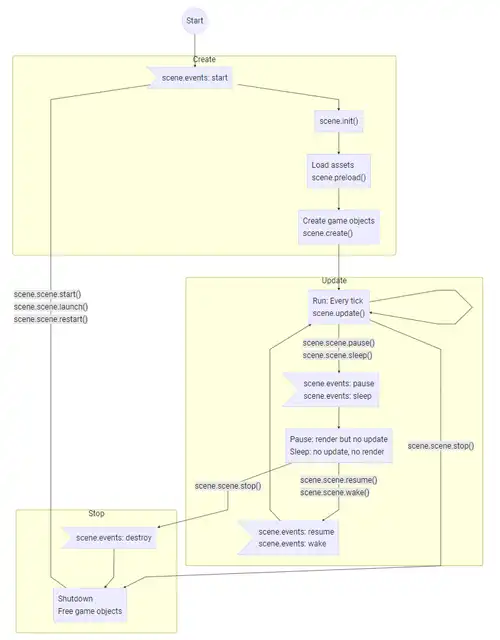 Start
Create
scene.events: start
scene.init()
Load assets
scene.preload()
Create game objects
scene.create()
scene.scene.start()
scene.scene.launch()
scene.scene.restart()
Update
Run: Every tick
scene.update()
scene.scene.pause()
scene.scene.sleep()
scene.events: pause
scene.events: sleep
Pause: render but no update
Sleep: no update, no render
scene.scene.stop()
scene.scene.stop()
scene.scene.resume()
scene.scene.wake()
Stop
scene.events: destroy
scene.events: resume
scene.events: wake
Shutdown
Free game objects